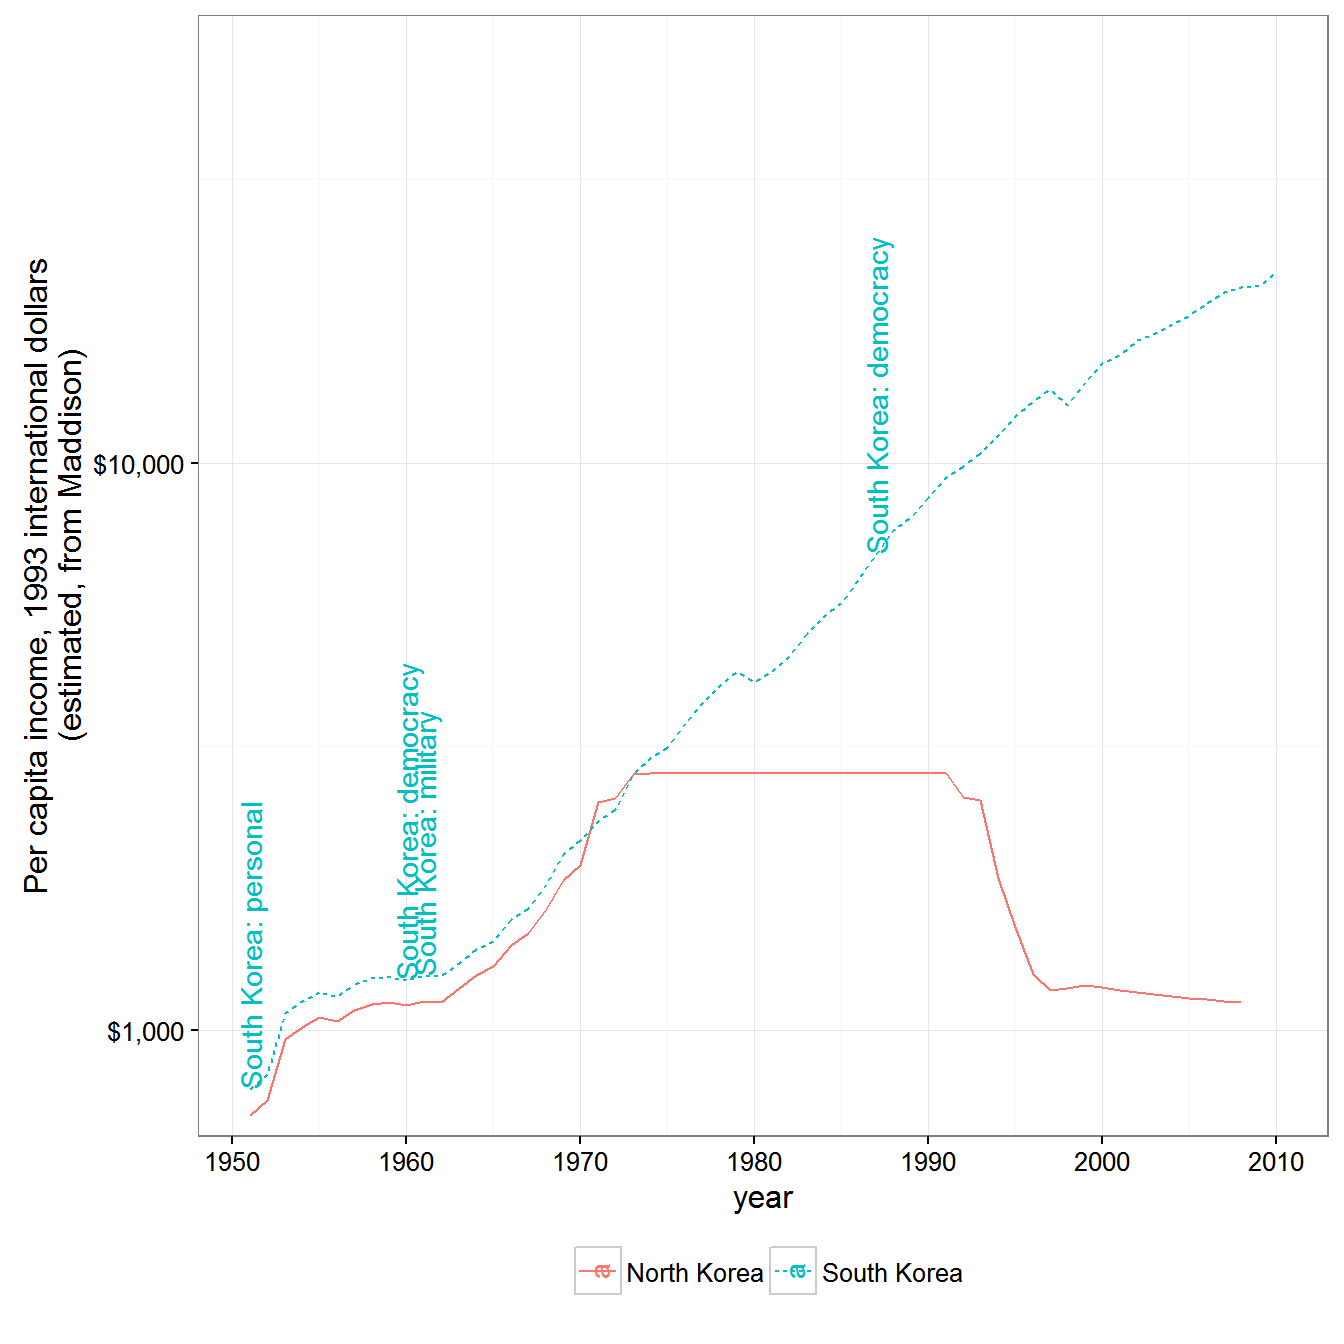 Per capita income, 1993 international dollars
(estimated, from Maddison)
$10,000
$1,000
South Korea: personal
South Korea: democracy
South Korea: military
South Korea: democracy
1950 1960 1970 1980 1990 2000 2010
year
a North Korea a South Korea